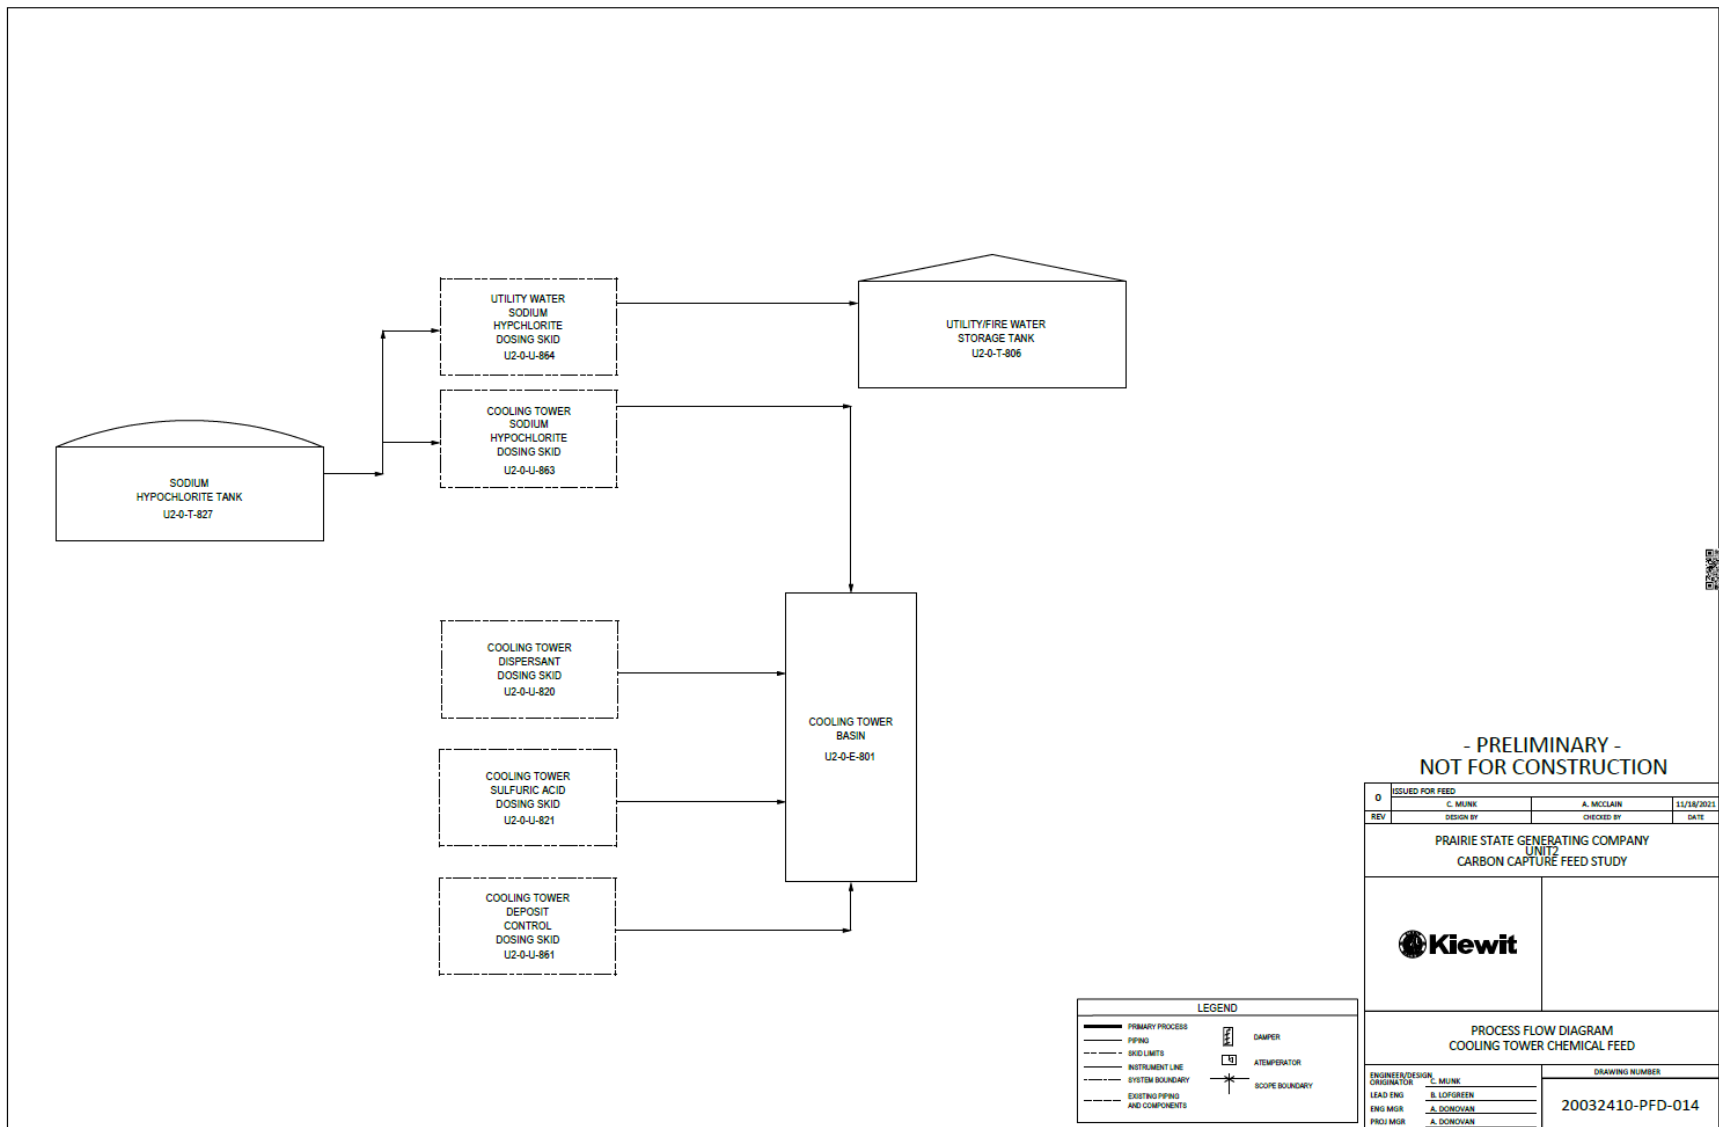 UTILITY WATER
SODIUM
HYPCHLORITE
DOSING SKID
U2-0-U-864
UTILITY/FIRE WATER
STORAGE TANK
U2-0-T-806
COOLING TOWER
SODIUM
HYPOCHLORITE
DOSING SKID
U2-0-U-863
SODIUM
HYPOCHLORITE TANK
U2-0-T-827
COOLING TOWER
DISPERSANT
DOSING SKID
U2-0-U-820
COOLING TOWER
BASIN
U2-0-E-801
COOLING TOWER
SULFURIC ACID
DOSING SKID
U2-0-U-821
COOLING TOWER
DEPOSIT
CONTROL
DOSING SKID
U2-0-U-861
- PRELIMINARY -
NOT FOR CONSTRUCTION
0 ISSUED FOR FEED
C. MUNK A. MCCLAIN 11/18/2021
REV DESIGN BY CHECKED BY DATE
PRAIRIE STATE GENERATING COMPANY
UNIT2
CARBON CAPTURE FEED STUDY
Kiewit
PROCESS FLOW DIAGRAM
COOLING TOWER CHEMICAL FEED
ENGINEER/DESIGN
ORIGINATOR C. MUNK
LEAD ENG B. LOFGREEN
ENG MGR A. DONOVAN
PROJ MGR A. DONOVAN
DRAWING NUMBER
20032410-PFD-014
LEGEND
PRIMARY PROCESS
PIPING
SKID LIMITS
INSTRUMENT LINE
SYSTEM BOUNDARY
EXISTING PIPING
AND COMPONENTS
DAMPER
ATEMPERATOR
SCOPE BOUNDARY